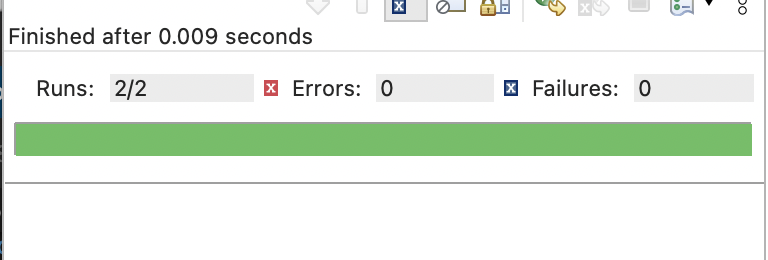 Finished after 0.009 seconds
Runs: 2/2 Errors: 0 Failures: 0